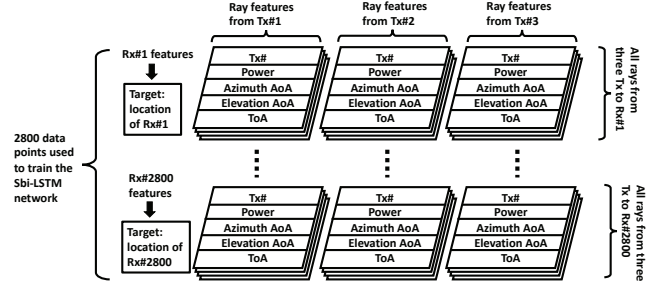 Ray features
from Tx#1
Ray features
from Tx#2
Ray features
from Tx#3
Rx#1 features
Target:
location
of Rx#1
Tx#
Power
Azimuth AoA
Elevation AoA
ToA
Tx#
Power
Azimuth AoA
Elevation AoA
ToA
Tx#
Power
Azimuth AoA
Elevation AoA
ToA
All rays from
three Tx to Rx#1
2800 data
points used
to train the
Sbi-LSTM
network
Rx#2800
features
Target:
location of
Rx#2800
Tx#
Power
Azimuth AoA
Elevation AoA
ToA
Tx#
Power
Azimuth AoA
Elevation AoA
ToA
Tx#
Power
Azimuth AoA
Elevation AoA
ToA
All rays from three
Tx to Rx#2800